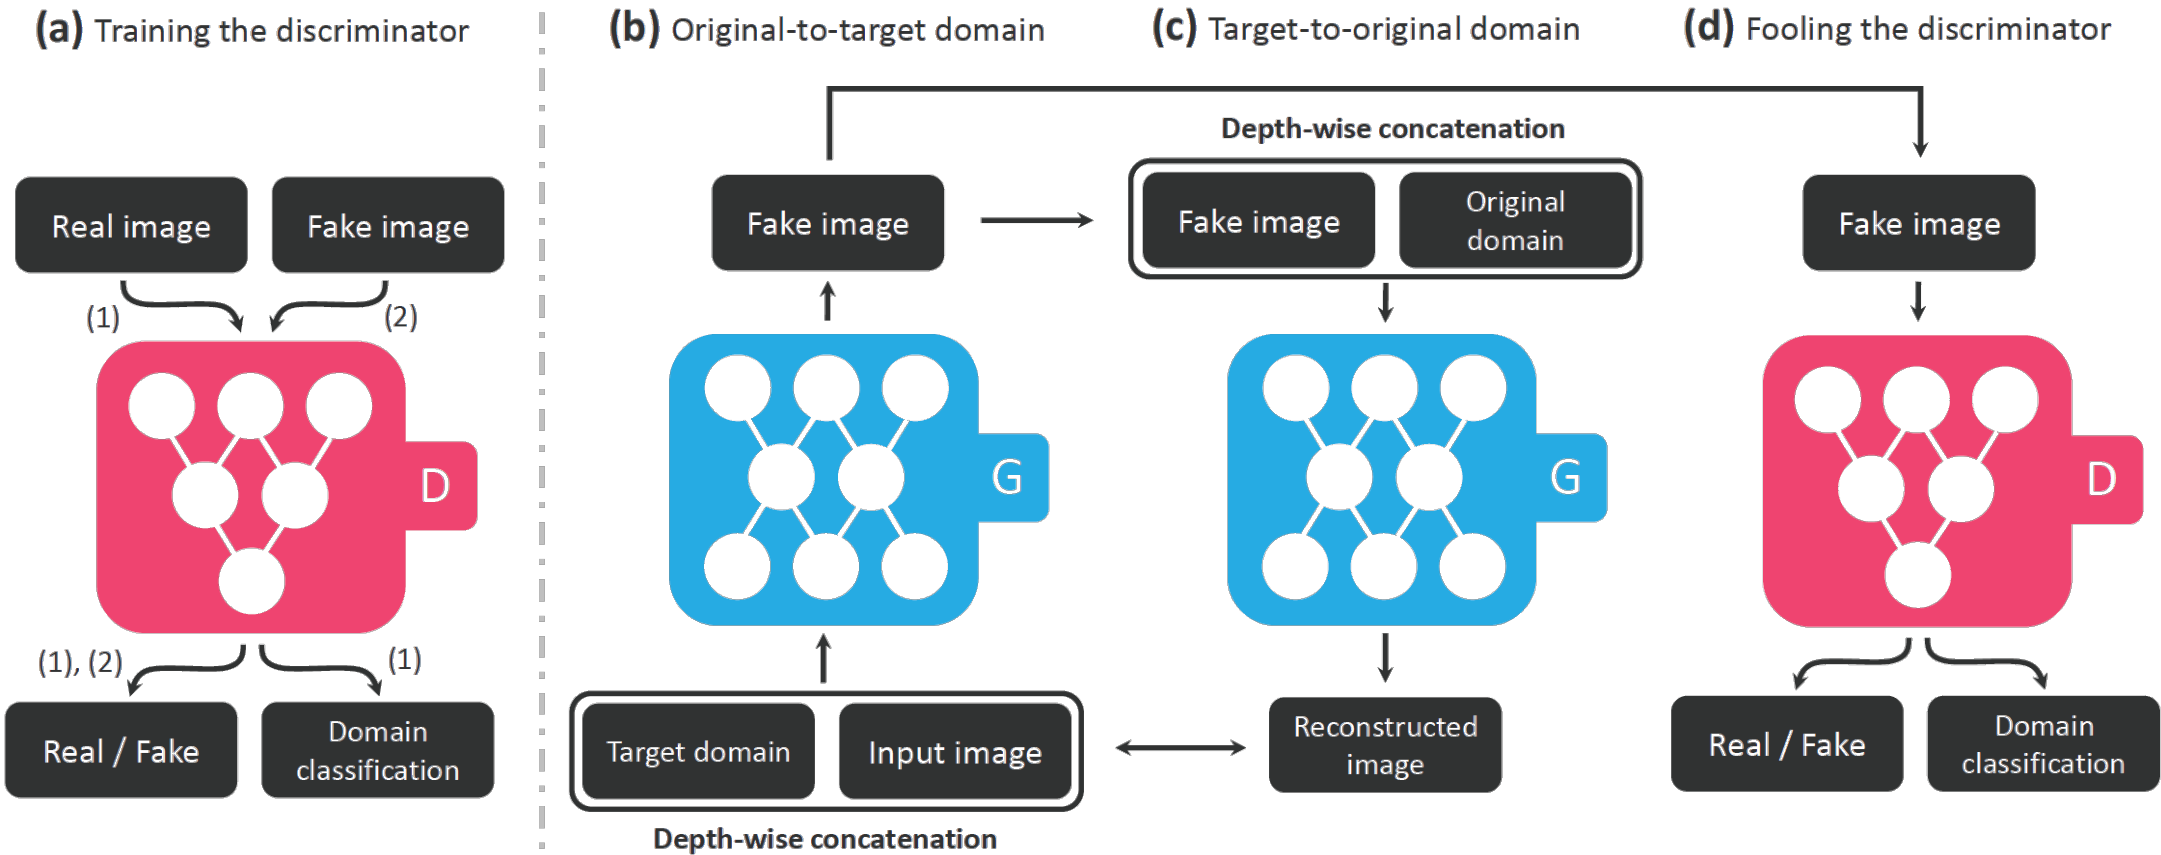 (a) Training the discriminator
Real image
Fake image
(1)
(2)
D
(1), (2)
(1)
Real / Fake
Domain
classification
(b) Original-to-target domain
Fake image
G
Target domain
Input image
Depth-wise concatenation
(c) Target-to-original domain
Depth-wise concatenation
Fake image
Original
domain
G
Reconstructed
image
(d) Fooling the discriminator
Fake image
D
Real / Fake
Domain
classification